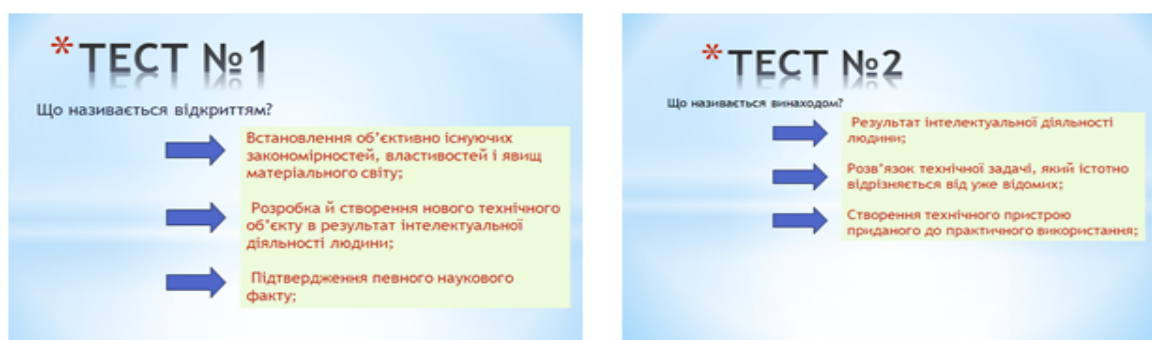 *ТЕСТ №1
Що називається відкриттям?
Встановлення об’єктивно існуючих
закономірностей, властивостей і явищ
матеріального світу;
Розробка й створення нового технічного
об’єкту в результат інтелектуальної
діяльності людини;
Підтвердження певного наукового
факту;
*ТЕСТ №2
Що називається винаходом?
Результат інтелектуальної діяльності
людини;
Розв’язок технічної задачі, який істотно
відрізняється від уже відомих;
Створення технічного пристрою
приданого до практичного використання;